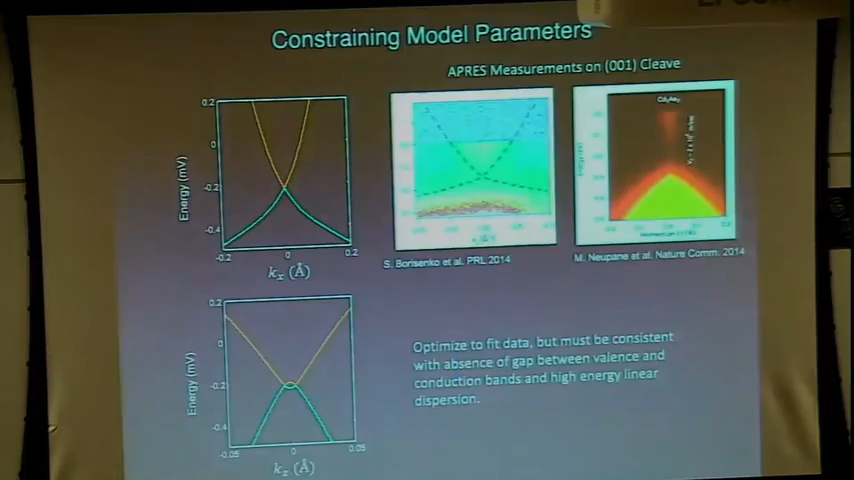 Constraining Model Parameters
APRES Measurements on (001) Cleave
0.2
0
-0.2
-0.4
Energy (mV)
-0.2
0
0.2
kx (Å)
S. Borisenko et al. PRL 2014
M. Neupane et al. Nature Comm. 2014
0.2
0
-0.2
-0.4
Energy (mV)
-0.05
0
0.05
kx (Å)
Optimize to fit data, but must be consistent
with absence of gap between valence and
conduction bands and high energy linear
dispersion.